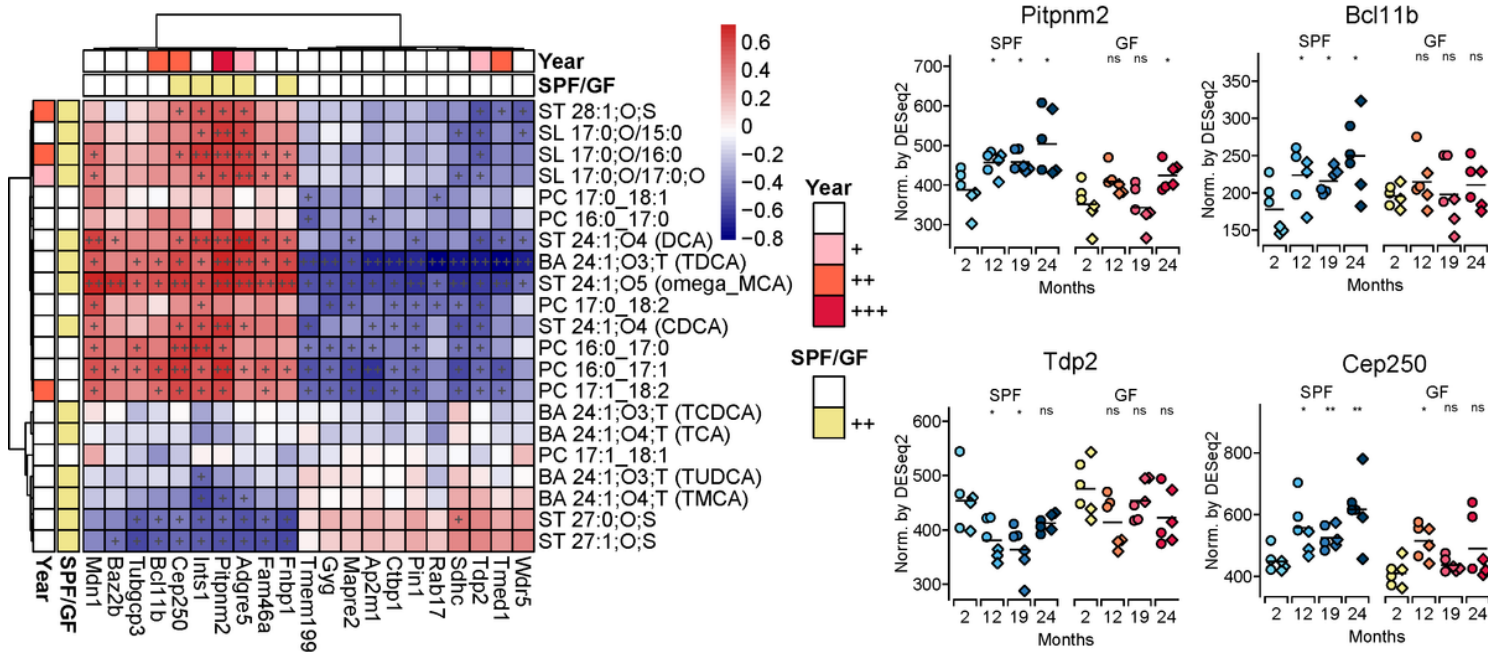 Year
SPF/GF
ST 28:1;O;S
SL 17:0;O/15:0
SL 17:0;O/16:0
SL 17:0;O/17:0;O
PC 17:0_18:1
PC 16:0_17:0
ST 24:1;O4 (DCA)
BA 24:1;O3;T (TDCA)
ST 24:1;O5 (omega_MCA)
PC 17:0_18:2
ST 24:1;O4 (CDCA)
PC 16:0_17:0
PC 16:0_17:1
PC 17:1_18:2
BA 24:1;O3;T (TCDCA)
BA 24:1;O4;T (TCA)
PC 17:1_18:1
BA 24:1;O3;T (TUDCA)
BA 24:1;O4;T (TMCA)
ST 27:0;O;S
ST 27:1;O;S
Year
SPF/GF
Mdn1
Baz2b
Tubgcp3
Bcl11b
Cep250
Ints1
Pitpnm2
Adgre5
Fam46a
Fnbp1
Tmem199
Gyg
Mapre2
Ap2m1
Ctbp1
Pin1
Rab17
Sdhc
Tdp2
Tmed1
Wdr5
0.6
0.4
0.2
0
−0.2
−0.4
−0.6
−0.8
Year
+
++
+++
SPF/GF
++
Pitpnm2
SPF GF
* * * ns ns *
Norm. by DESeq2
700
600
500
400
300
2 12 19 24 2 12 19 24
Months
Bcl11b
SPF GF
* * * ns ns ns
Norm. by DESeq2
350
300
250
200
150
2 12 19 24 2 12 19 24
Months
Tdp2
SPF GF
* * ns ns ns ns
Norm. by DESeq2
600
500
400
300
2 12 19 24 2 12 19 24
Months
Cep250
SPF GF
* ** ** * ns ns
Norm. by DESeq2
800
600
400
2 12 19 24 2 12 19 24
Months